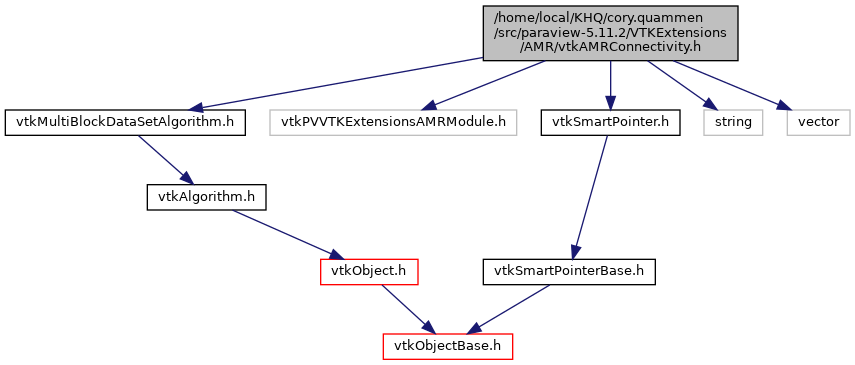 /home/local/KHQ/cory.quammen
/src/paraview-5.11.2/VTKExtensions
/AMR/vtkAMRConnectivity.h
vtkMultiBlockDataSetAlgorithm.h
vtkPVVTKExtensionsAMRModule.h
vtkSmartPointer.h
string
vector
vtkAlgorithm.h
vtkObject.h
vtkSmartPointerBase.h
vtkObjectBase.h